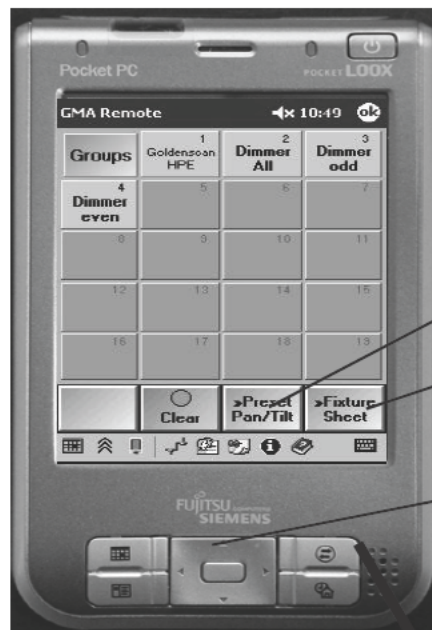 Pocket PC
POCKET LOOX
GMA Remote 10:49 ok
Groups
1
Goldenscan
HPE
2
Dimmer
All
3
Dimmer
odd
4
Dimmer
even
5
6
7
8
9
10
11
12
13
14
15
16
17
18
19
Clear
»Preset
Pan/Tilt
»Fixture
Sheet
FUJITSU
SIEMENS